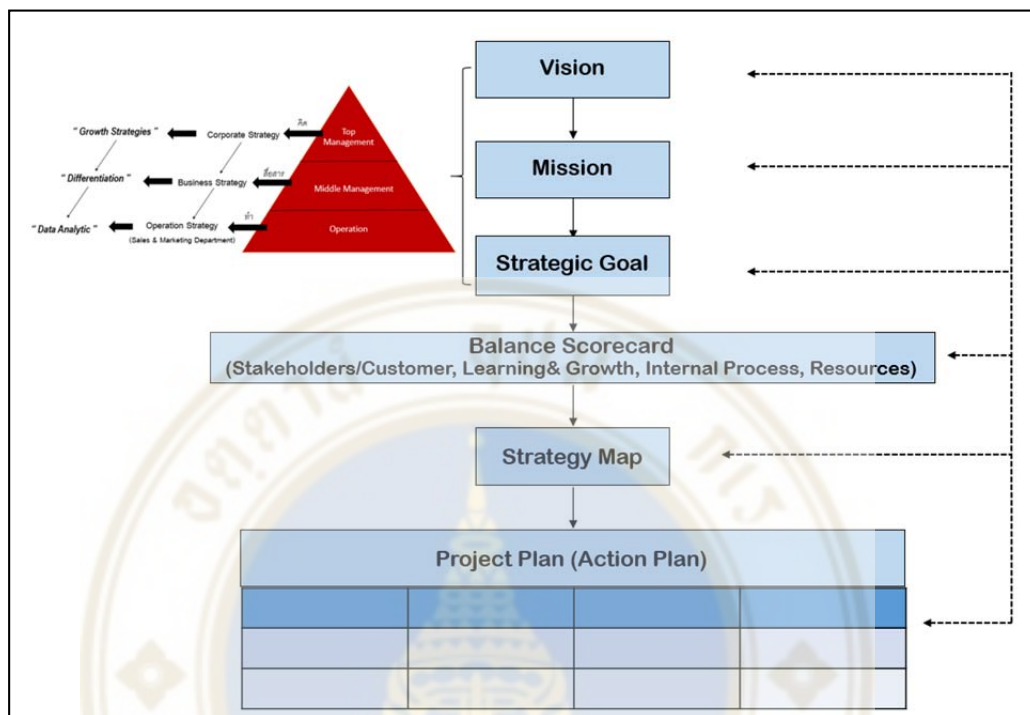 Vision
Mission
Strategic Goal
" Growth Strategies "
Corporate Strategy
คิด
Top
Management
" Differentiation "
Business Strategy
สื่อสาร
Middle Management
" Data Analytic "
Operation Strategy
(Sales & Marketing Department)
ทำ
Operation
Balance Scorecard
(Stakeholders/Customer, Learning& Growth, Internal Process, Resources)
Strategy Map
Project Plan (Action Plan)